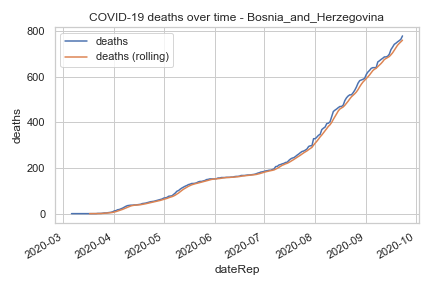 COVID-19 deaths over time - Bosnia_and_Herzegovina
deaths
deaths (rolling)
800
600
400
200
0
deaths
2020-03
2020-04
2020-05
2020-06
2020-07
2020-08
2020-09
2020-10
dateRep